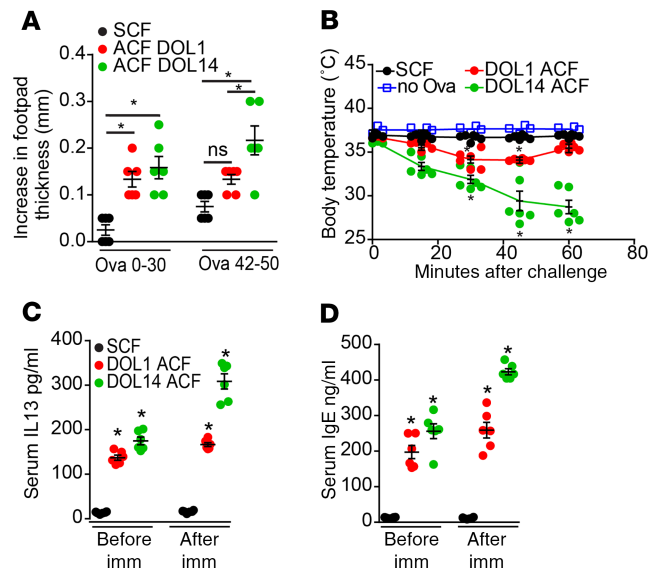 A
SCF
ACF DOL1
ACF DOL14
Increase in footpad
thickness (mm)
0.4
0.3
0.2
0.1
0.0
*
*
ns
*
*
Ova 0-30
Ova 42-50
B
Body temperature (˚C)
45
40
35
30
25
SCF
DOL1 ACF
no Ova
DOL14 ACF
*
*
*
*
*
0
20
40
60
80
Minutes after challenge
C
SCF
DOL1 ACF
DOL14 ACF
Serum IL13 pg/ml
400
300
200
100
0
*
*
*
*
Before
imm
After
imm
D
Serum IgE ng/ml
500
400
300
200
100
0
*
*
*
*
Before
imm
After
imm